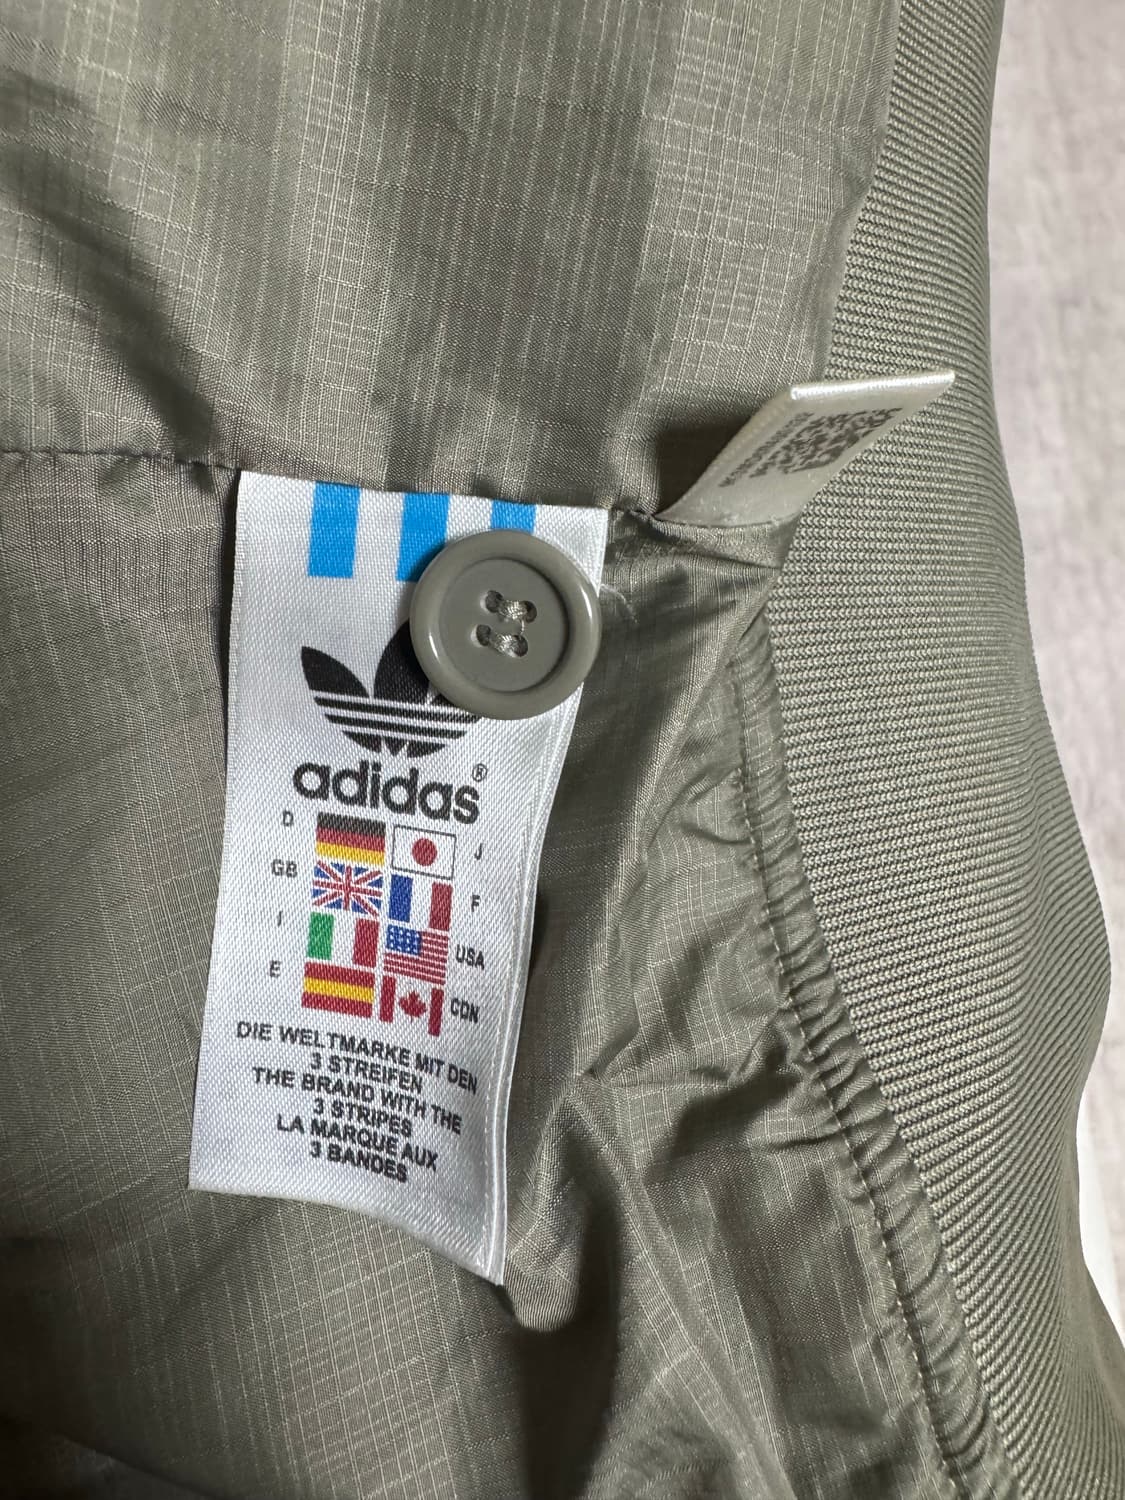 adidas®
D
J
GB
F
I
USA
E
CDN
DIE WELTMARKE MIT DEN
3 STREIFEN
THE BRAND WITH THE
3 STRIPES
LA MARQUE AUX
3 BANDES